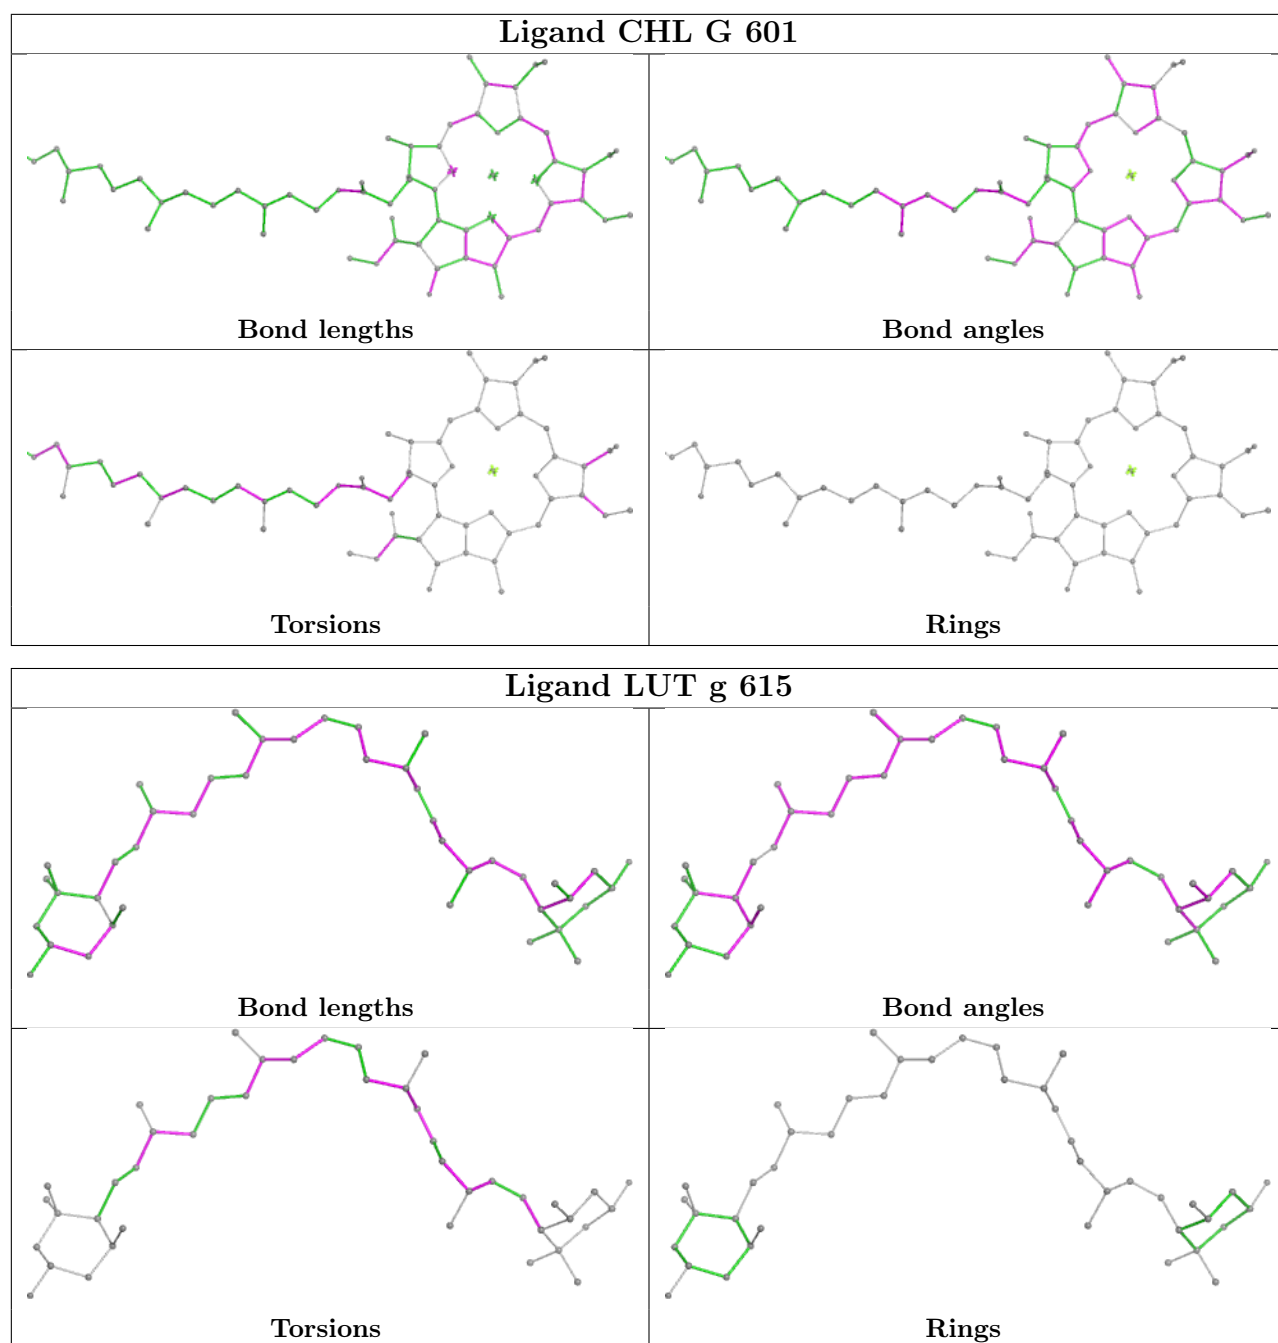 Ligand CHL G 601
Bond lengths
Bond angles
Torsions
Rings
Ligand LUT g 615
Bond lengths
Bond angles
Torsions
Rings